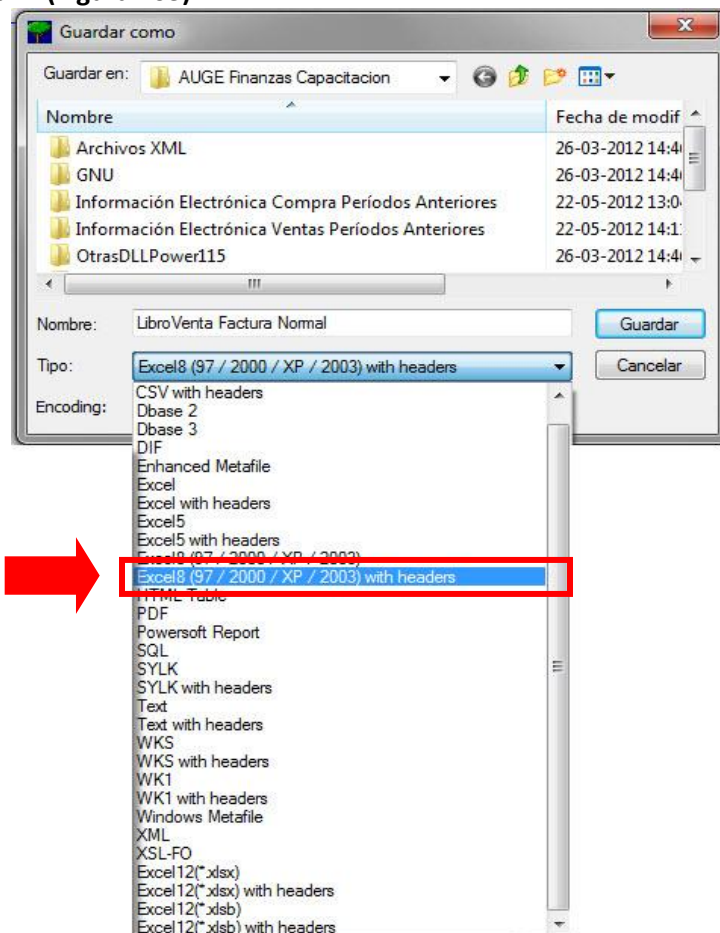 Guardar como
Guardar en: AUGE Finanzas Capacitacion
Nombre Fecha de modif
Archivos XML 26-03-2012 14:4
GNU 26-03-2012 14:4
Información Electrónica Compra Períodos Anteriores 22-05-2012 13:0
Información Electrónica Ventas Períodos Anteriores 22-05-2012 14:1
OtrasDLLPower115 26-03-2012 14:4
Nombre: LibroVenta Factura Normal Guardar
Tipo: Excel8 (97 / 2000 / XP / 2003) with headers Cancelar
Encoding:
CSV with headers
Dbase 2
Dbase 3
DIF
Enhanced Metafile
Excel
Excel with headers
Excel5
Excel5 with headers
Excel8 (97 / 2000 / XP / 2003)
Excel8 (97 / 2000 / XP / 2003) with headers
HTML Table
PDF
Powersoft Report
SQL
SYLK
SYLK with headers
Text
Text with headers
WKS
WKS with headers
WK1
WK1 with headers
Windows Metafile
XML
XSL-FO
Excel12(*.xlsx)
Excel12(*.xlsx) with headers
Excel12(*.xlsb)
Excel12(*.xlsb) with headers